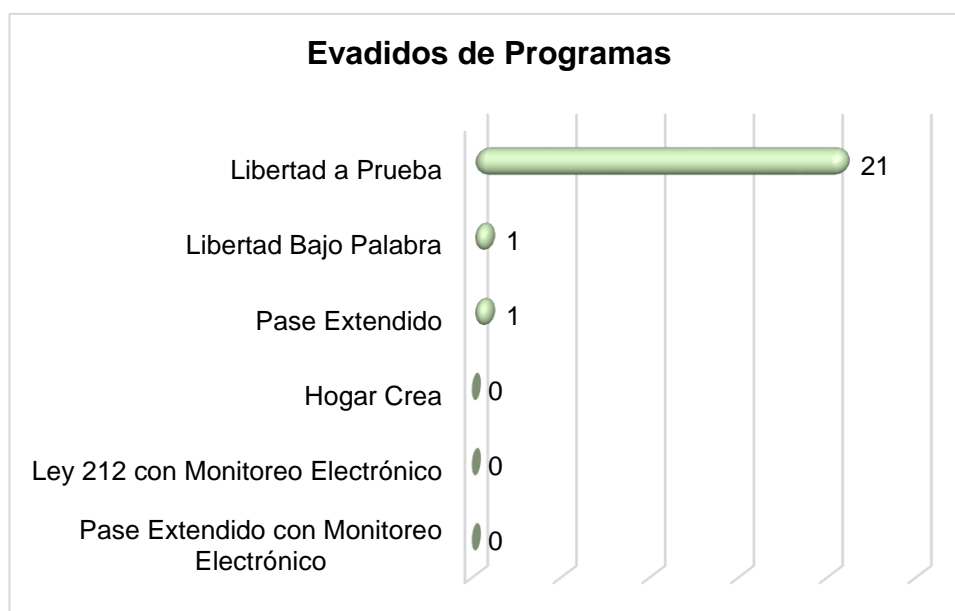 Evadidos de Programas
Libertad a Prueba 21
Libertad Bajo Palabra 1
Pase Extendido 1
Hogar Crea 0
Ley 212 con Monitoreo Electrónico 0
Pase Extendido con Monitoreo
Electrónico 0